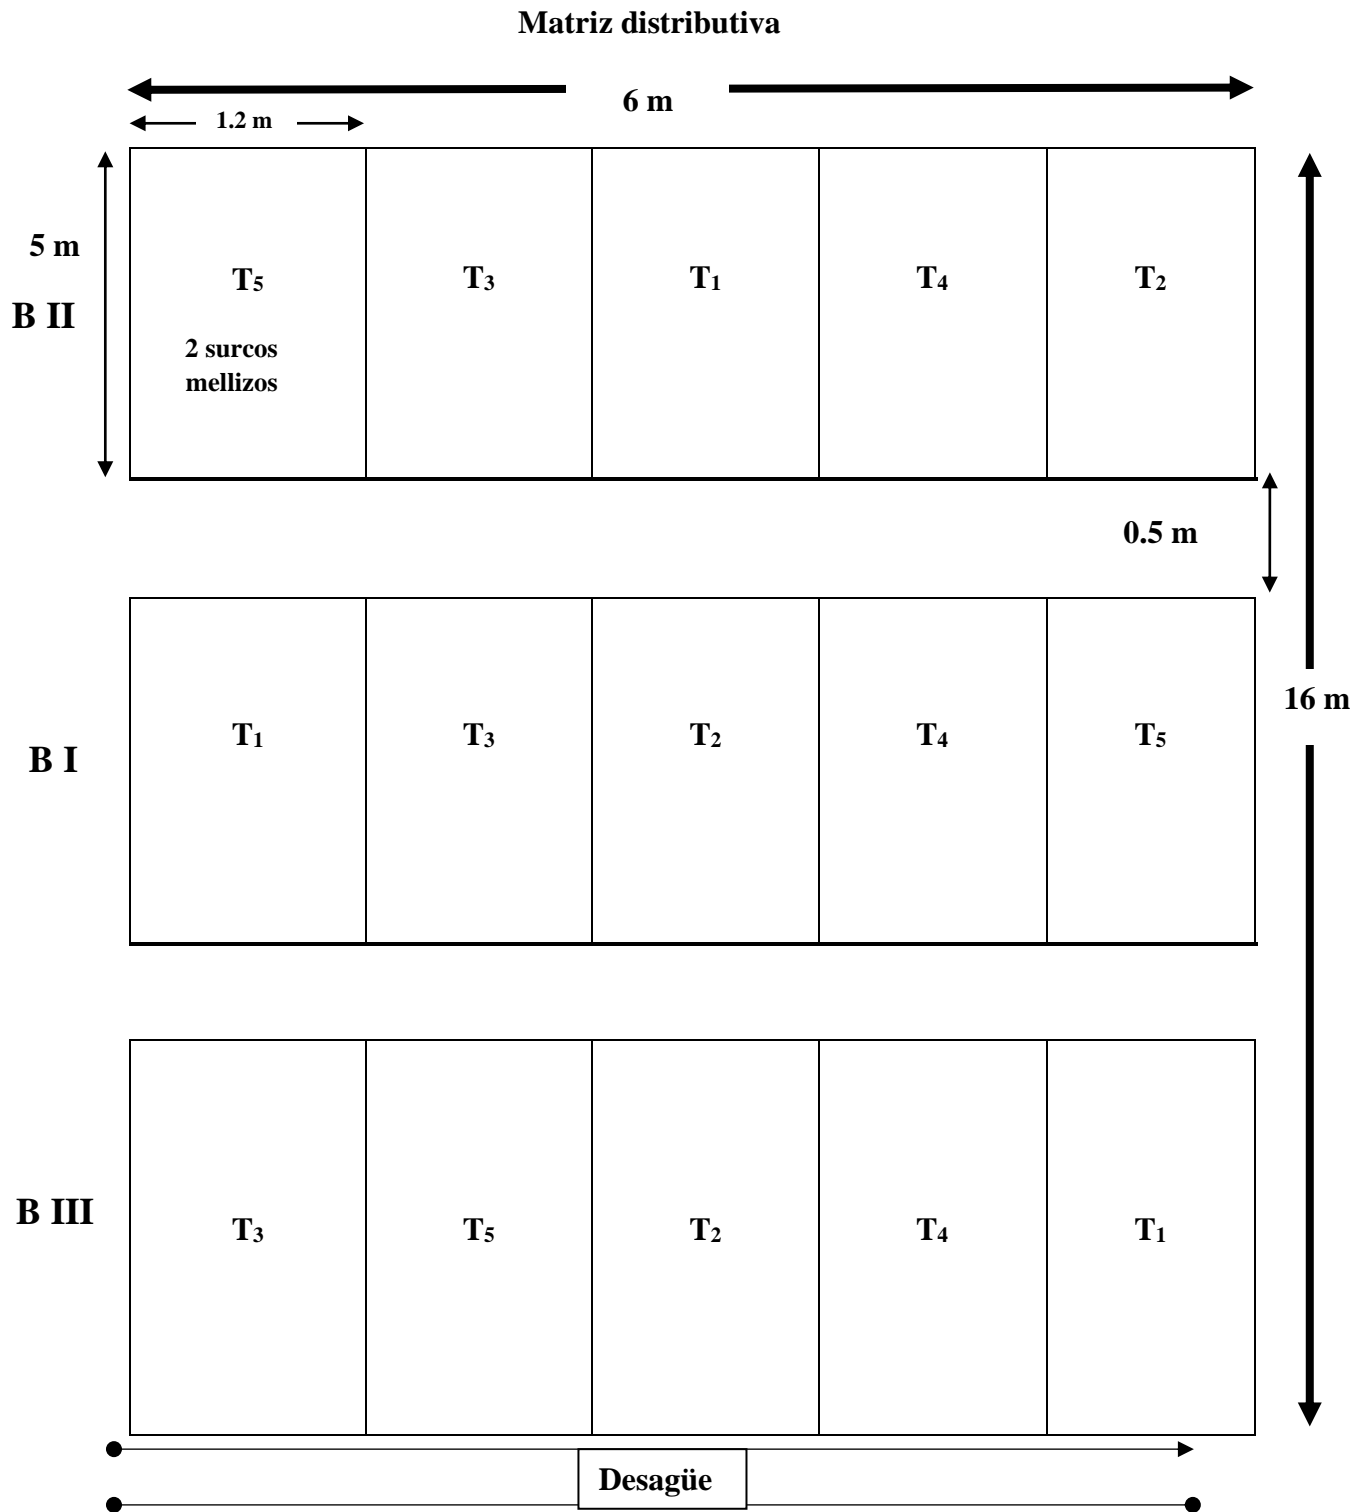 Matriz distributiva
6 m
1.2 m
5 m
B II
T₅
T₃
T₁
T₄
T₂
2 surcos
mellizos
0.5 m
16 m
B I
T₁
T₃
T₂
T₄
T₅
B III
T₃
T₅
T₂
T₄
T₁
Desagüe